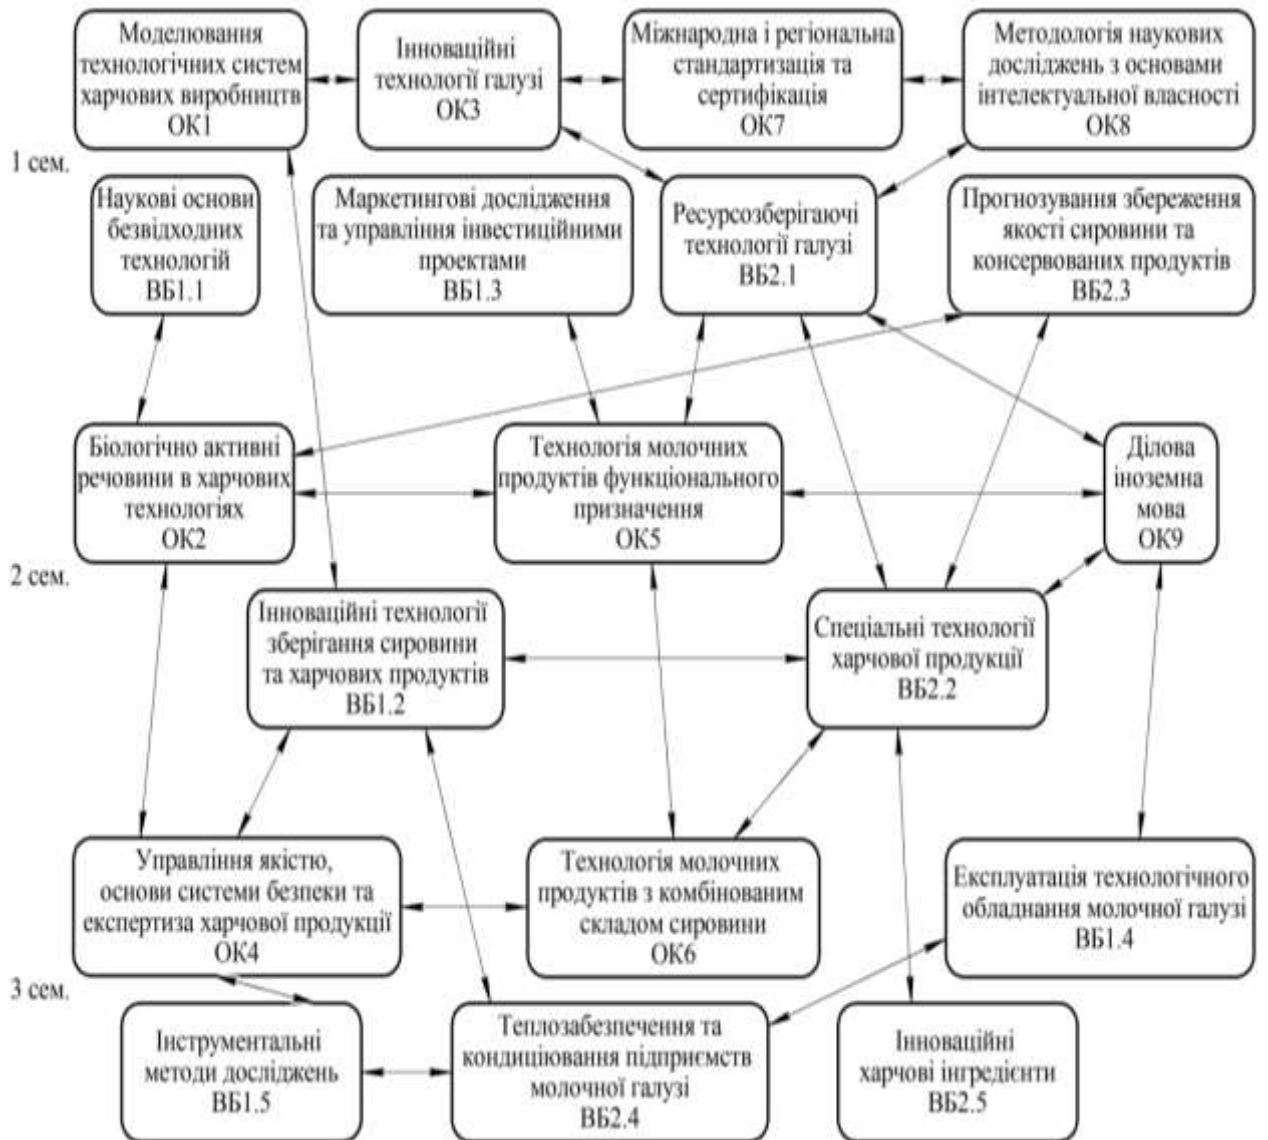 Моделювання
технологічних систем
харчових виробництв
ОК1
Інноваційні
технології галузі
ОК3
Міжнародна і регіональна
стандартизація та
сертифікація
ОК7
Методологія наукових
досліджень з основами
інтелектуальної власності
ОК8
1 сем.
Наукові основи
безвідходних
технологій
ВБ1.1
Маркетингові дослідження
та управління інвестиційними
проектами
ВБ1.3
Ресурсозберігаючі
технології галузі
ВБ2.1
Прогнозування збереження
якості сировини та
консервованих продуктів
ВБ2.3
Біологічно активні
речовини в харчових
технологіях
ОК2
Технологія молочних
продуктів функціонального
призначення
ОК5
Ділова
іноземна
мова
ОК9
2 сем.
Інноваційні технології
зберігання сировини
та харчових продуктів
ВБ1.2
Спеціальні технології
харчової продукції
ВБ2.2
Управління якістю,
основи системи безпеки та
експертиза харчової продукції
ОК4
Технологія молочних
продуктів з комбінованим
складом сировини
ОК6
Експлуатація технологічного
обладнання молочної галузі
ВБ1.4
3 сем.
Інструментальні
методи досліджень
ВБ1.5
Теплозабезпечення та
кондиціювання підприємств
молочної галузі
ВБ2.4
Інноваційні
харчові інгредієнти
ВБ2.5